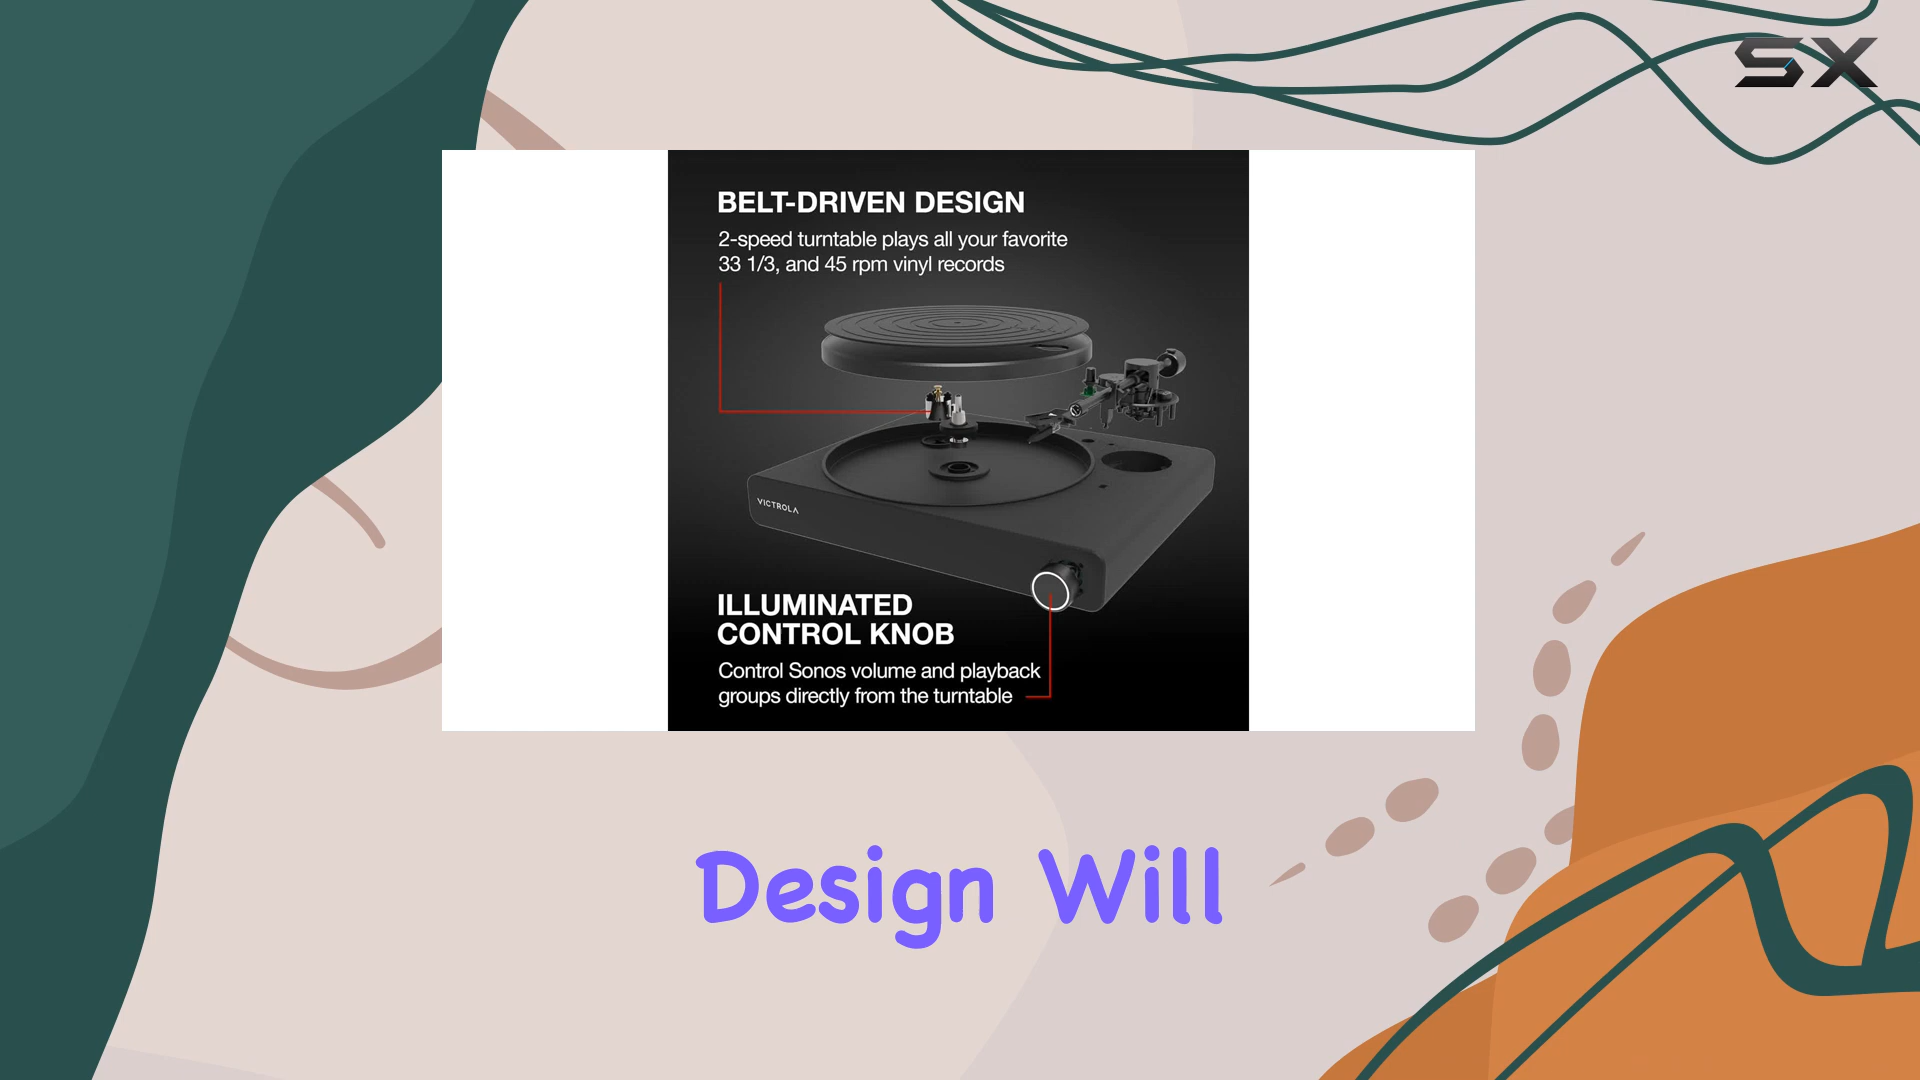 SX
BELT-DRIVEN DESIGN
2-speed turntable plays all your favorite
33 1/3, and 45 rpm vinyl records
VICTROLA
ILLUMINATED
CONTROL KNOB
Control Sonos volume and playback
groups directly from the turntable
Design Will